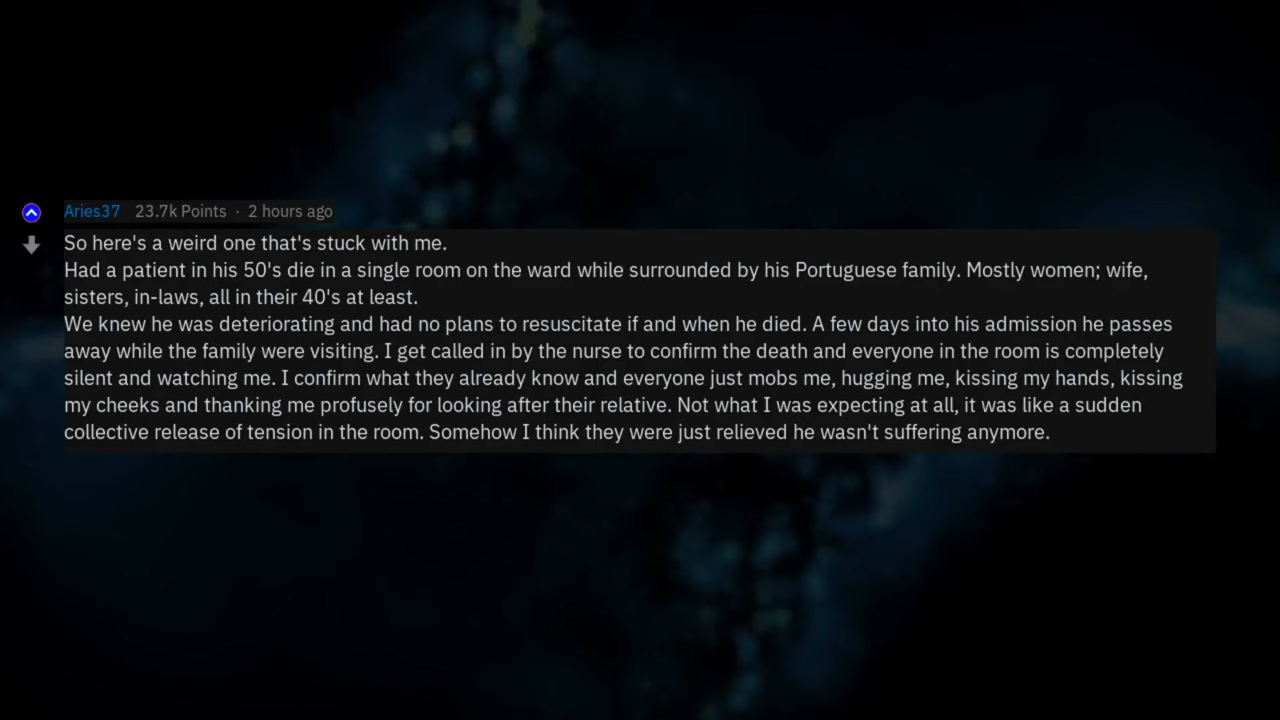 Aries37 23.7k Points · 2 hours ago
So here's a weird one that's stuck with me.
Had a patient in his 50's die in a single room on the ward while surrounded by his Portuguese family. Mostly women; wife,
sisters, in-laws, all in their 40's at least.
We knew he was deteriorating and had no plans to resuscitate if and when he died. A few days into his admission he passes
away while the family were visiting. I get called in by the nurse to confirm the death and everyone in the room is completely
silent and watching me. I confirm what they already know and everyone just mobs me, hugging me, kissing my hands, kissing
my cheeks and thanking me profusely for looking after their relative. Not what I was expecting at all, it was like a sudden
collective release of tension in the room. Somehow I think they were just relieved he wasn't suffering anymore.